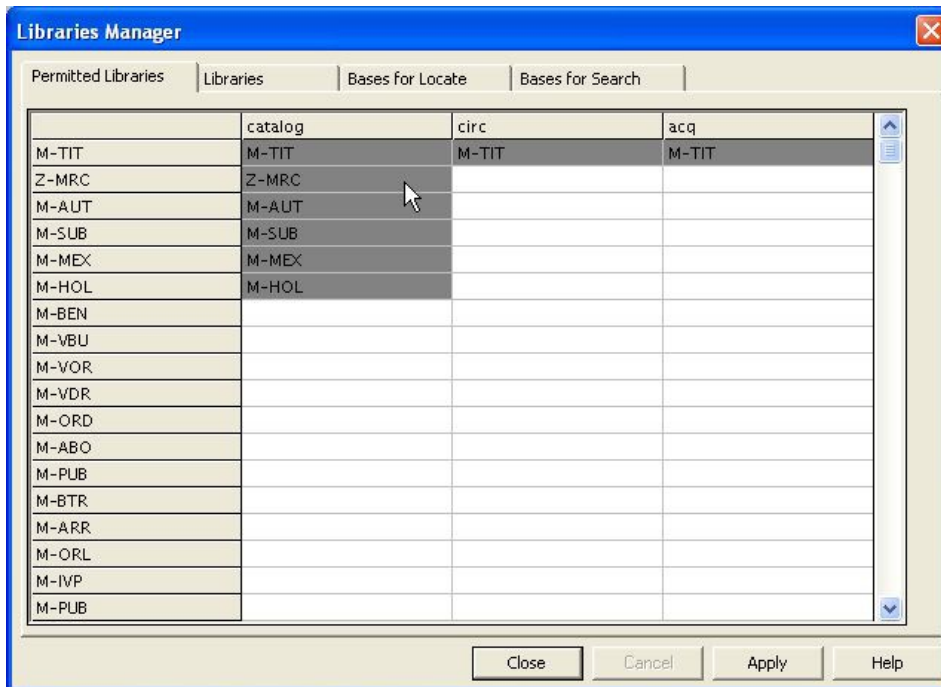 Libraries Manager
Permitted Libraries Libraries Bases for Locate Bases for Search
catalog circ acq
M-TIT M-TIT M-TIT M-TIT
Z-MRC Z-MRC
M-AUT M-AUT
M-SUB M-SUB
M-MEX M-MEX
M-HOL M-HOL
M-BEN
M-VBU
M-VOR
M-VDR
M-ORD
M-ABO
M-PUB
M-BTR
M-ARR
M-ORL
M-IVP
M-PUB
Close Cancel Apply Help